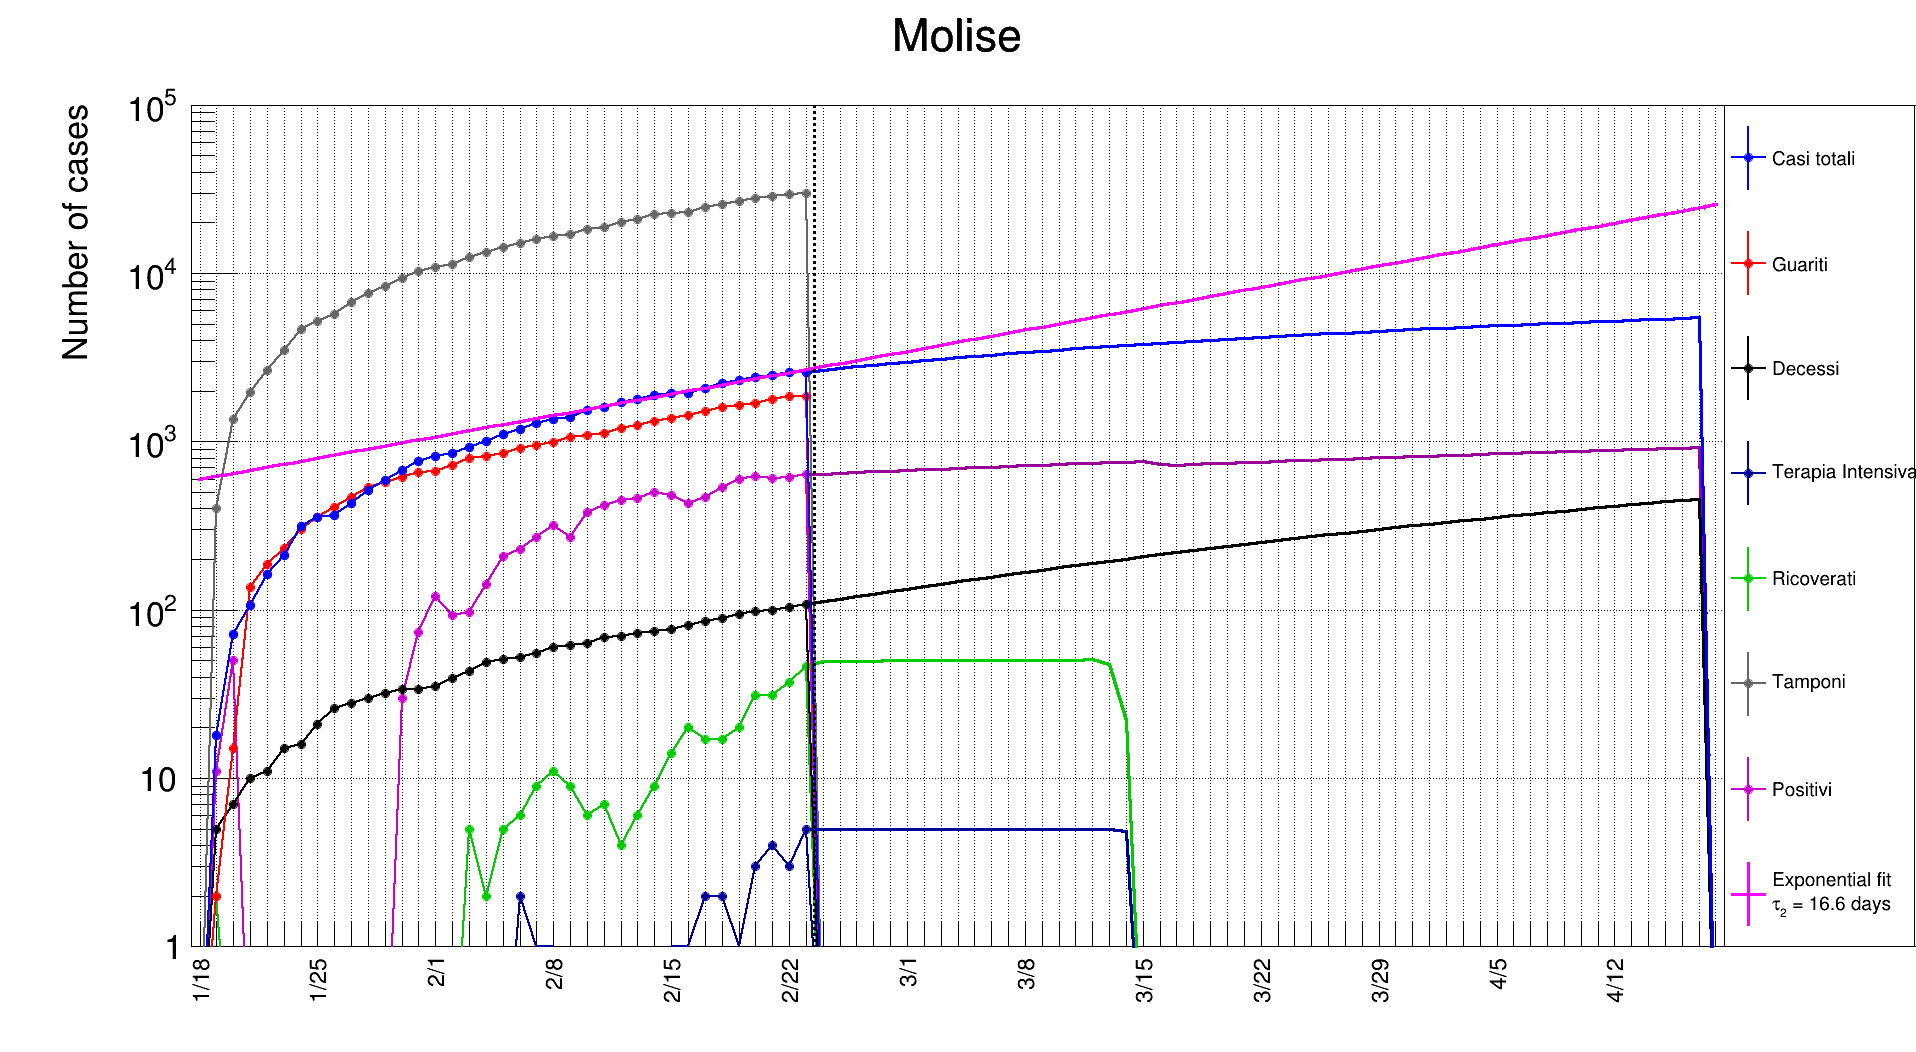 Molise
Number of cases
10^5
10^4
10^3
10^2
10
1
1/18
1/25
2/1
2/8
2/15
2/22
3/1
3/8
3/15
3/22
3/29
4/5
4/12
Casi totali
Guariti
Decessi
Terapia Intensiva
Ricoverati
Tamponi
Positivi
Exponential fit
τ_2 = 16.6 days